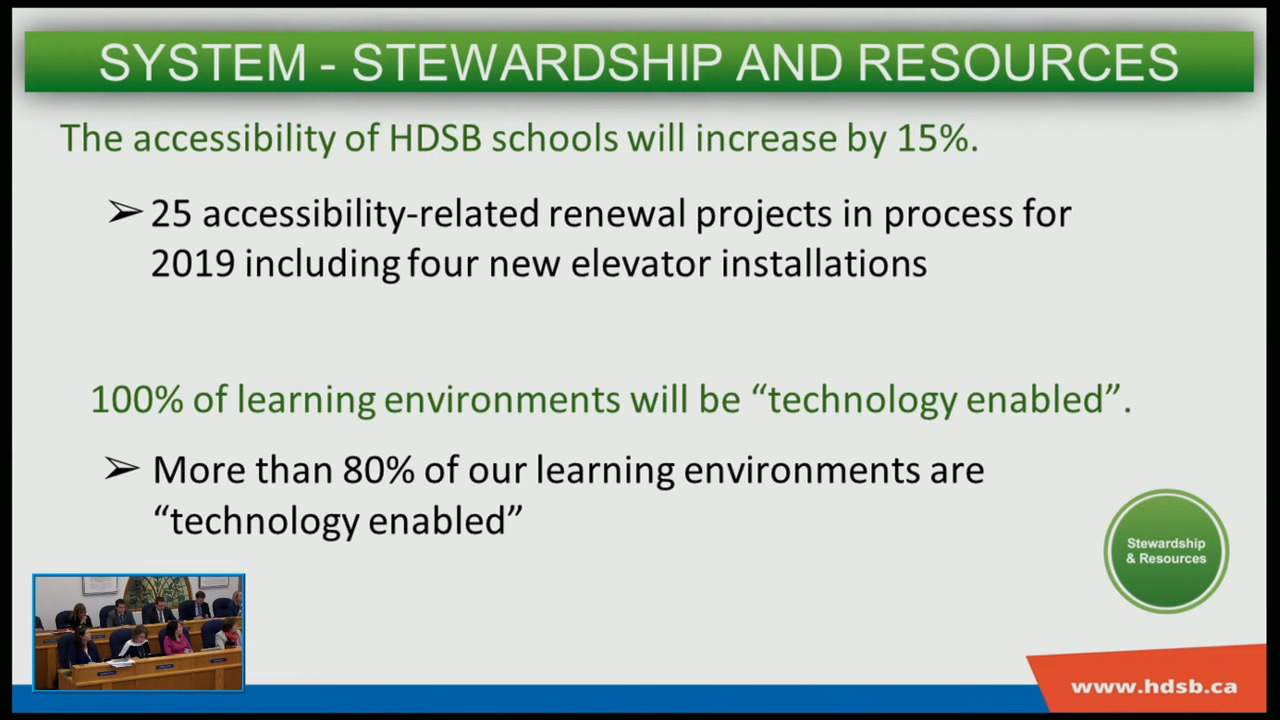 SYSTEM - STEWARDSHIP AND RESOURCES
The accessibility of HDSB schools will increase by 15%.
➢ 25 accessibility-related renewal projects in process for
2019 including four new elevator installations
100% of learning environments will be “technology enabled”.
➢ More than 80% of our learning environments are
“technology enabled”
Stewardship
& Resources
www.hdsb.ca